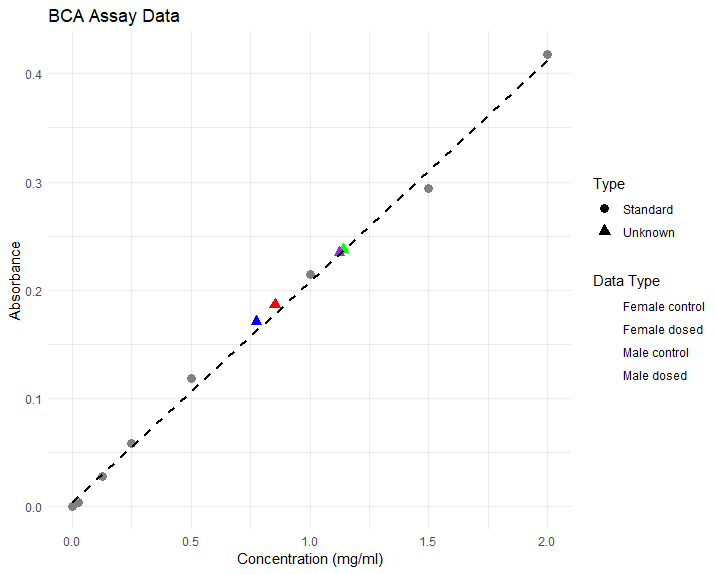 BCA Assay Data
Absorbance
0.4
0.3
0.2
0.1
0.0
0.0 0.5 1.0 1.5 2.0
Concentration (mg/ml)
Type
Standard
Unknown
Data Type
Female control
Female dosed
Male control
Male dosed